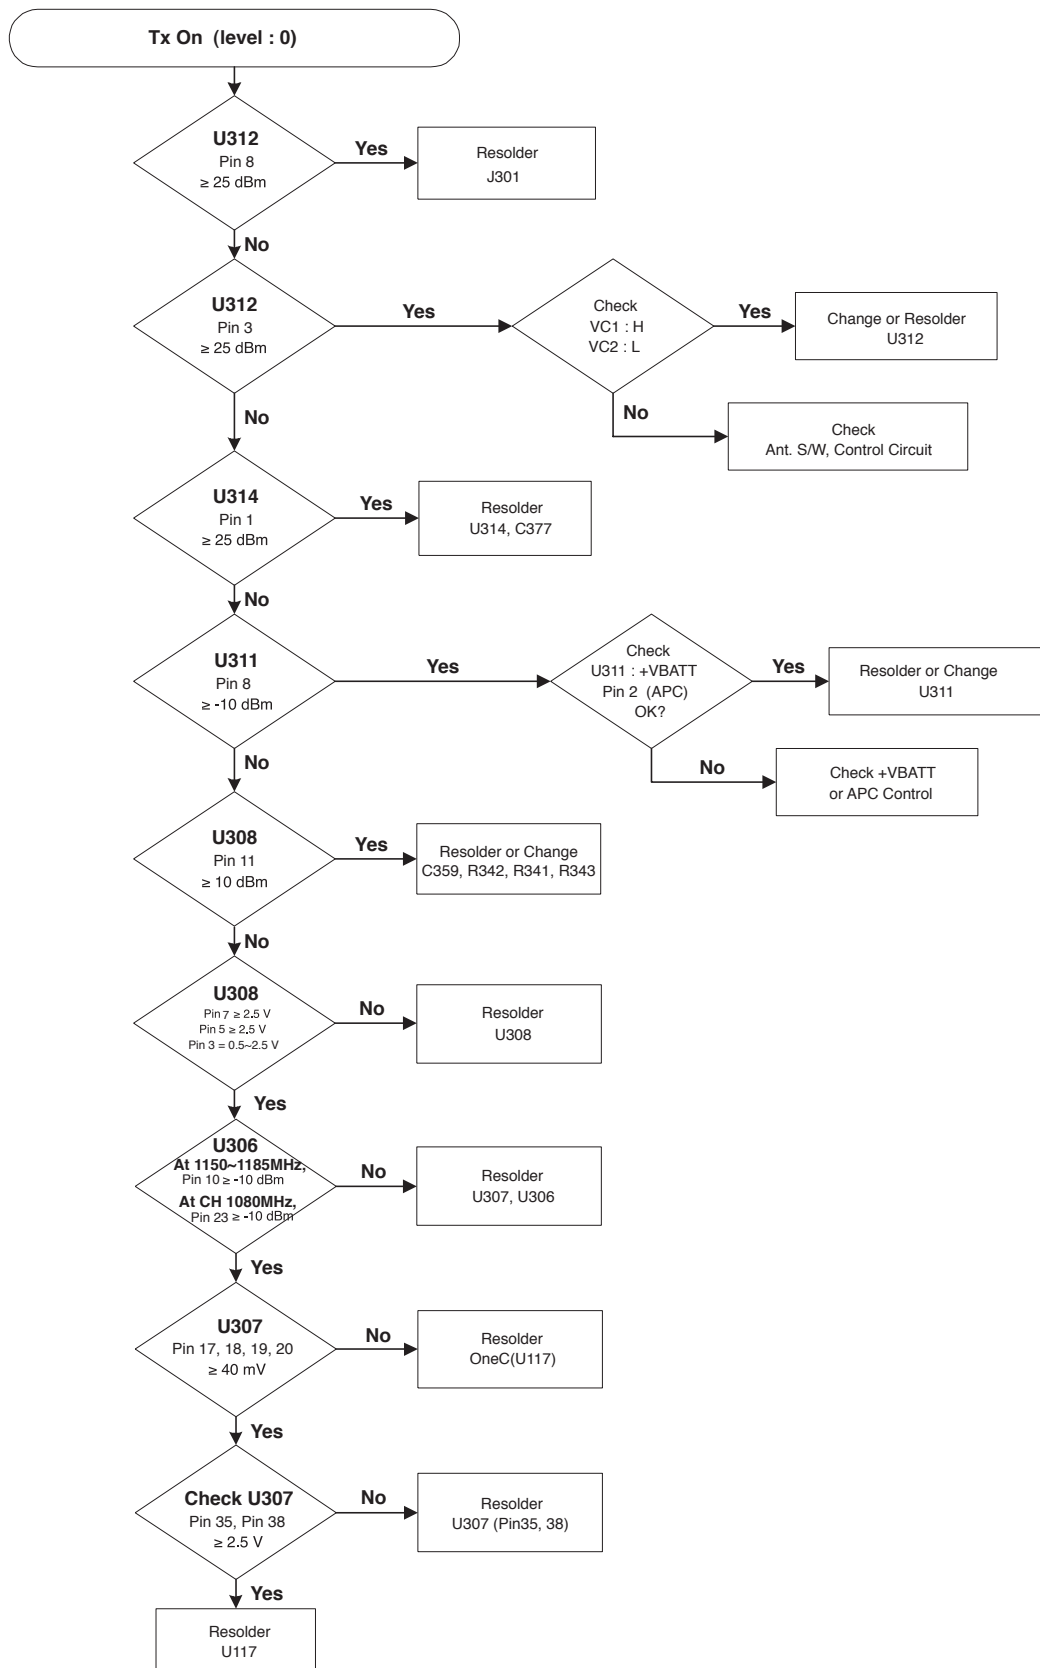 Tx On (level : 0)
U312
Pin 8
≥ 25 dBm
Yes
Resolder
J301
No
U312
Pin 3
≥ 25 dBm
Yes
Check
VC1 : H
VC2 : L
Yes
Change or Resolder
U312
No
Check
Ant. S/W, Control Circuit
No
U314
Pin 1
≥ 25 dBm
Yes
Resolder
U314, C377
No
U311
Pin 8
≥ -10 dBm
Yes
Check
U311 : +VBATT
Pin 2 (APC)
OK?
Yes
Resolder or Change
U311
No
Check +VBATT
or APC Control
No
U308
Pin 11
≥ 10 dBm
Yes
Resolder or Change
C359, R342, R341, R343
No
U308
Pin 7 ≥ 2.5 V
Pin 5 ≥ 2.5 V
Pin 3 = 0.5~2.5 V
No
Resolder
U308
Yes
U306
At 1150~1185MHz,
Pin 10 ≥ -10 dBm
At CH 1080MHz,
Pin 23 ≥ -10 dBm
No
Resolder
U307, U306
Yes
U307
Pin 17, 18, 19, 20
≥ 40 mV
No
Resolder
OneC(U117)
Yes
Check U307
Pin 35, Pin 38
≥ 2.5 V
No
Resolder
U307 (Pin35, 38)
Yes
Resolder
U117